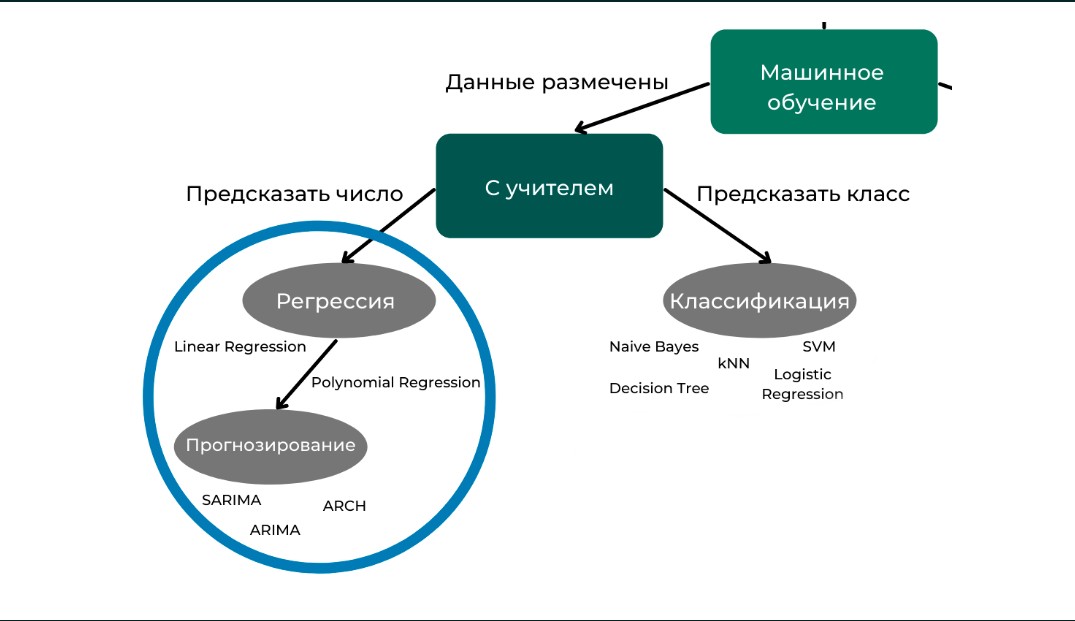 Машинное
обучение
Данные размечены
С учителем
Предсказать число
Предсказать класс
Регрессия
Классификация
Linear Regression
Naive Bayes
SVM
kNN
Polynomial Regression
Decision Tree
Logistic
Regression
Прогнозирование
SARIMA
ARCH
ARIMA